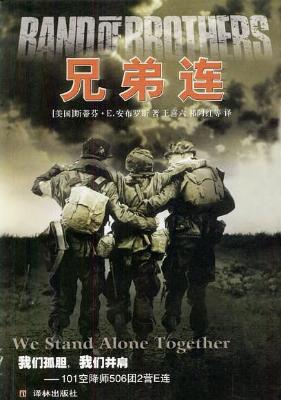 BAND OF BROTHERS
兄弟连
[美国]斯蒂芬·E.安布罗斯 著 王喜六 祁阿红等 译
We Stand Alone Together
我们孤胆，我们并肩
——101空降师506团2营E连
译林出版社